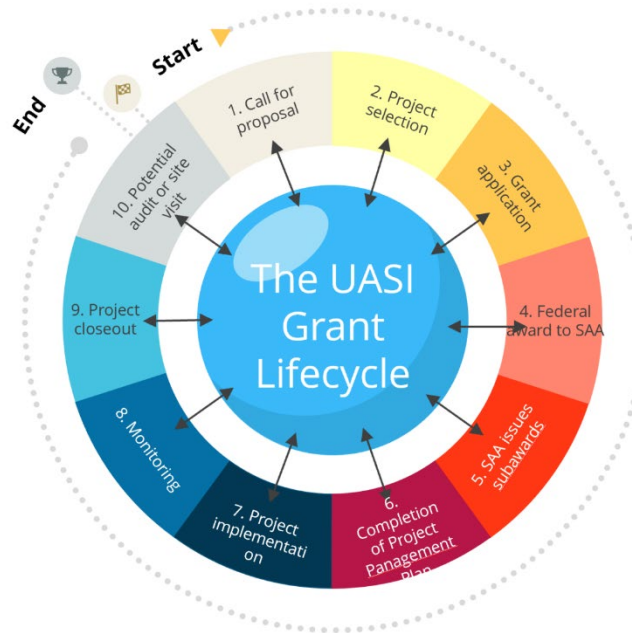 Start
End
1. Call for
proposal
2. Project
selection
3. Grant
application
4. Federal
award to SAA
5. SAA issues
subawards
6.
Completion
of Project
Panagement
Plan
7. Project
implementati
on
8. Monitoring
9. Project
closeout
10. Potential
audit or site
visit
The UASI
Grant
Lifecycle